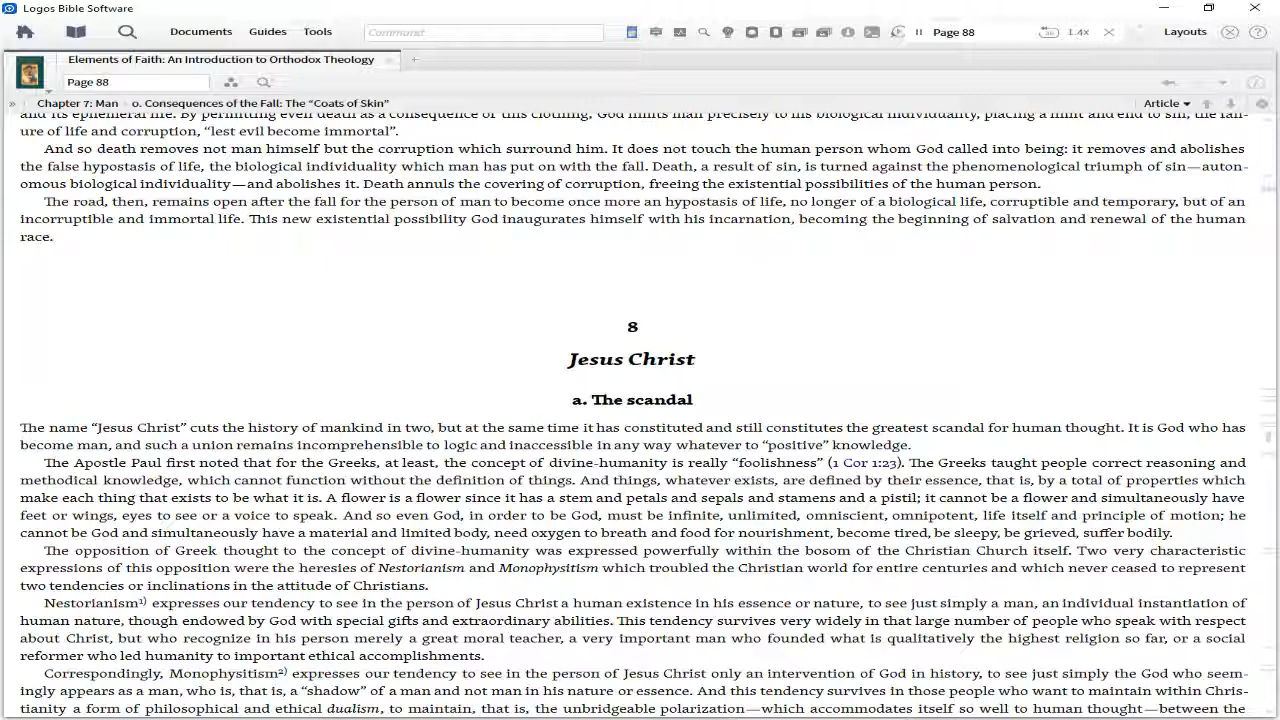 Logos Bible Software
Documents Guides Tools Command Page 88 1.4x Layouts
Elements of Faith: An Introduction to Orthodox Theology
Page 88
» Chapter 7: Man o. Consequences of the Fall: The “Coats of Skin” Article
and its ephemeral life. By permitting even death as a consequence of this clothing, God limits man precisely to his biological individuality, placing a limit and end to sin, the fail-
ure of life and corruption, “lest evil become immortal”.
And so death removes not man himself but the corruption which surround him. It does not touch the human person whom God called into being: it removes and abolishes
the false hypostasis of life, the biological individuality which man has put on with the fall. Death, a result of sin, is turned against the phenomenological triumph of sin—auton-
omous biological individuality—and abolishes it. Death annuls the covering of corruption, freeing the existential possibilities of the human person.
The road, then, remains open after the fall for the person of man to become once more an hypostasis of life, no longer of a biological life, corruptible and temporary, but of an
incorruptible and immortal life. This new existential possibility God inaugurates himself with his incarnation, becoming the beginning of salvation and renewal of the human
race.
8
Jesus Christ
a. The scandal
The name “Jesus Christ” cuts the history of mankind in two, but at the same time it has constituted and still constitutes the greatest scandal for human thought. It is God who has
become man, and such a union remains incomprehensible to logic and inaccessible in any way whatever to “positive” knowledge.
The Apostle Paul first noted that for the Greeks, at least, the concept of divine-humanity is really “foolishness” (1 Cor 1:23). The Greeks taught people correct reasoning and
methodical knowledge, which cannot function without the definition of things. And things, whatever exists, are defined by their essence, that is, by a total of properties which
make each thing that exists to be what it is. A flower is a flower since it has a stem and petals and sepals and stamens and a pistil; it cannot be a flower and simultaneously have
feet or wings, eyes to see or a voice to speak. And so even God, in order to be God, must be infinite, unlimited, omniscient, omnipotent, life itself and principle of motion; he
cannot be God and simultaneously have a material and limited body, need oxygen to breath and food for nourishment, become tired, be sleepy, be grieved, suffer bodily.
The opposition of Greek thought to the concept of divine-humanity was expressed powerfully within the bosom of the Christian Church itself. Two very characteristic
expressions of this opposition were the heresies of Nestorianism and Monophystism which troubled the Christian world for entire centuries and which never ceased to represent
two tendencies or inclinations in the attitude of Christians.
Nestorianism1) expresses our tendency to see in the person of Jesus Christ a human existence in his essence or nature, to see just simply a man, an individual instantiation of
human nature, though endowed by God with special gifts and extraordinary abilities. This tendency survives very widely in that large number of people who speak with respect
about Christ, but who recognize in his person merely a great moral teacher, a very important man who founded what is qualitatively the highest religion so far, or a social
reformer who led humanity to important ethical accomplishments.
Correspondingly, Monophysitism2) expresses our tendency to see in the person of Jesus Christ only an intervention of God in history, to see just simply the God who seem-
ingly appears as a man, who is, that is, a “shadow” of a man and not man in his nature or essence. And this tendency survives in those people who want to maintain within Chris-
tianity a form of philosophical and ethical dualism, to maintain, that is, the unbridgeable polarization—which accommodates itself so well to human thought—between the